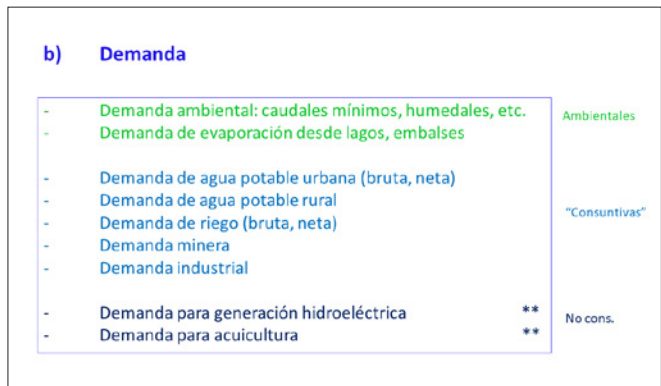 b) Demanda
- Demanda ambiental: caudales mínimos, humedales, etc. Ambientales
- Demanda de evaporación desde lagos, embalses
- Demanda de agua potable urbana (bruta, neta)
- Demanda de agua potable rural "Consuntivas"
- Demanda de riego (bruta, neta)
- Demanda minera
- Demanda industrial
- Demanda para generación hidroeléctrica ** No cons.
- Demanda para acuicultura **